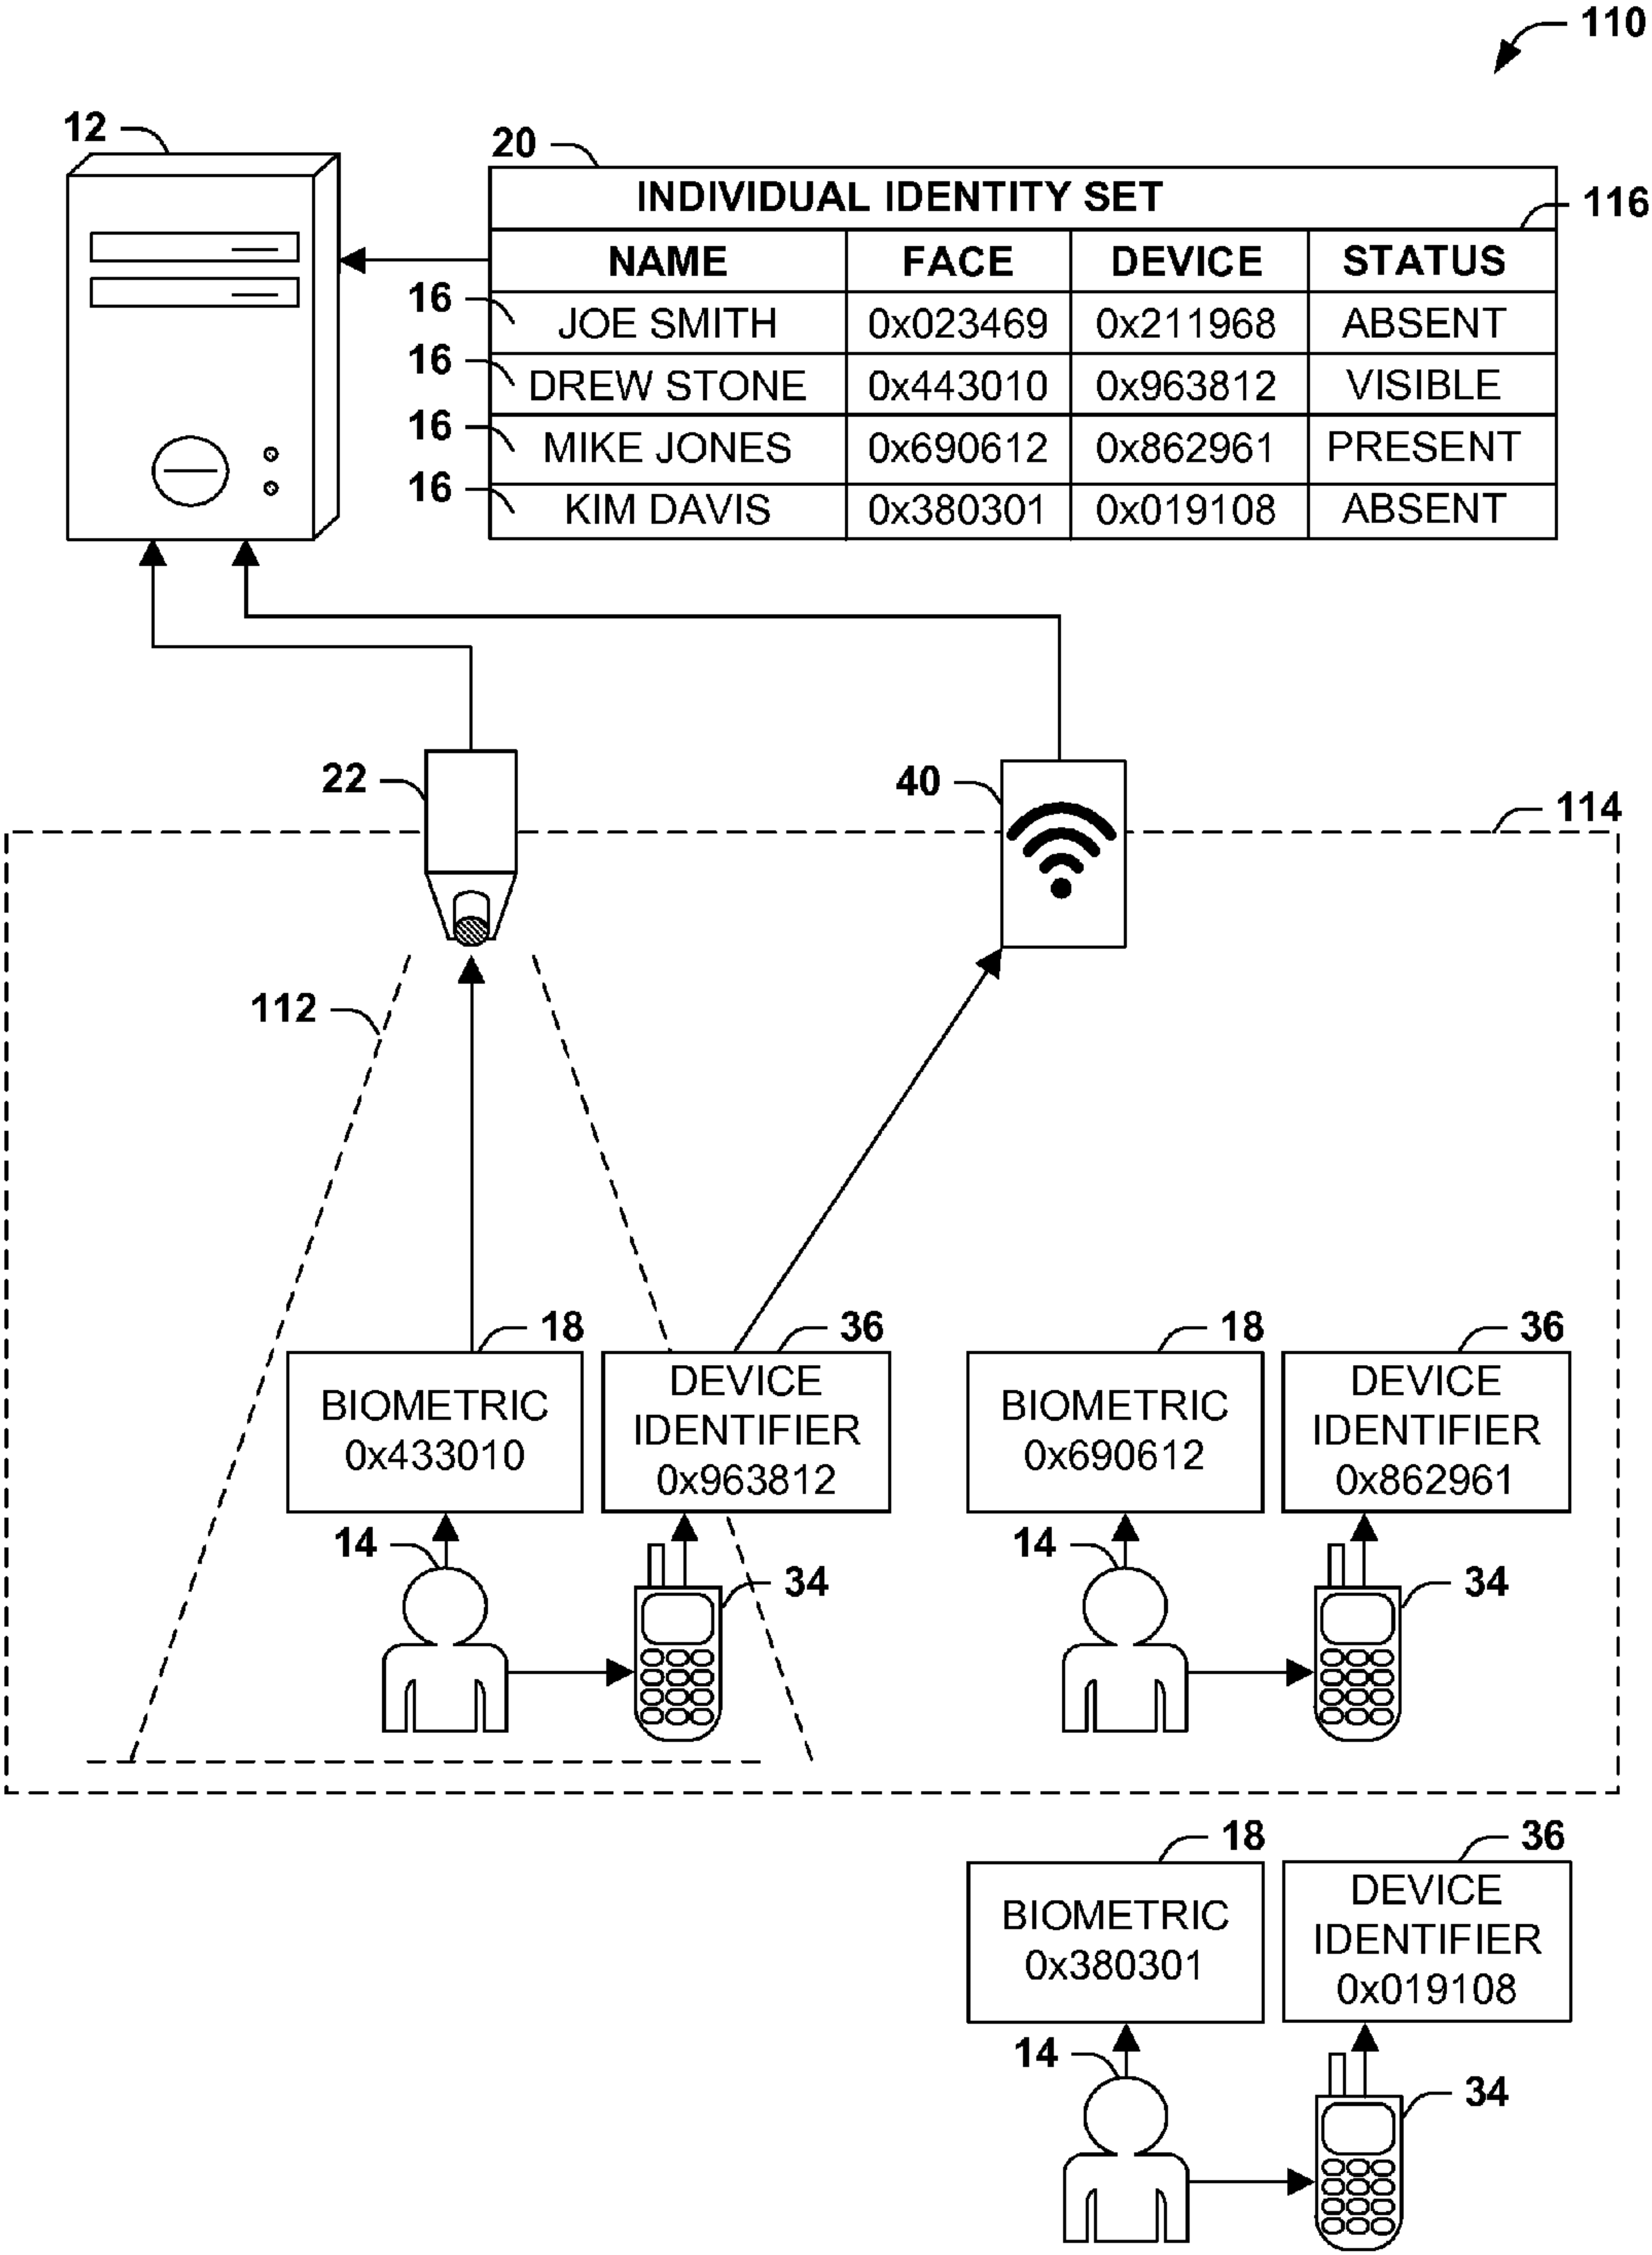 110
12
20
INDIVIDUAL IDENTITY SET
116
NAME FACE DEVICE STATUS
16 JOE SMITH 0x023469 0x211968 ABSENT
16 DREW STONE 0x443010 0x963812 VISIBLE
16 MIKE JONES 0x690612 0x862961 PRESENT
16 KIM DAVIS 0x380301 0x019108 ABSENT
22
40
114
112
18 36 18 36
BIOMETRIC
0x433010
DEVICE
IDENTIFIER
0x963812
BIOMETRIC
0x690612
DEVICE
IDENTIFIER
0x862961
14 34 14 34
18 36
BIOMETRIC
0x380301
DEVICE
IDENTIFIER
0x019108
14 34